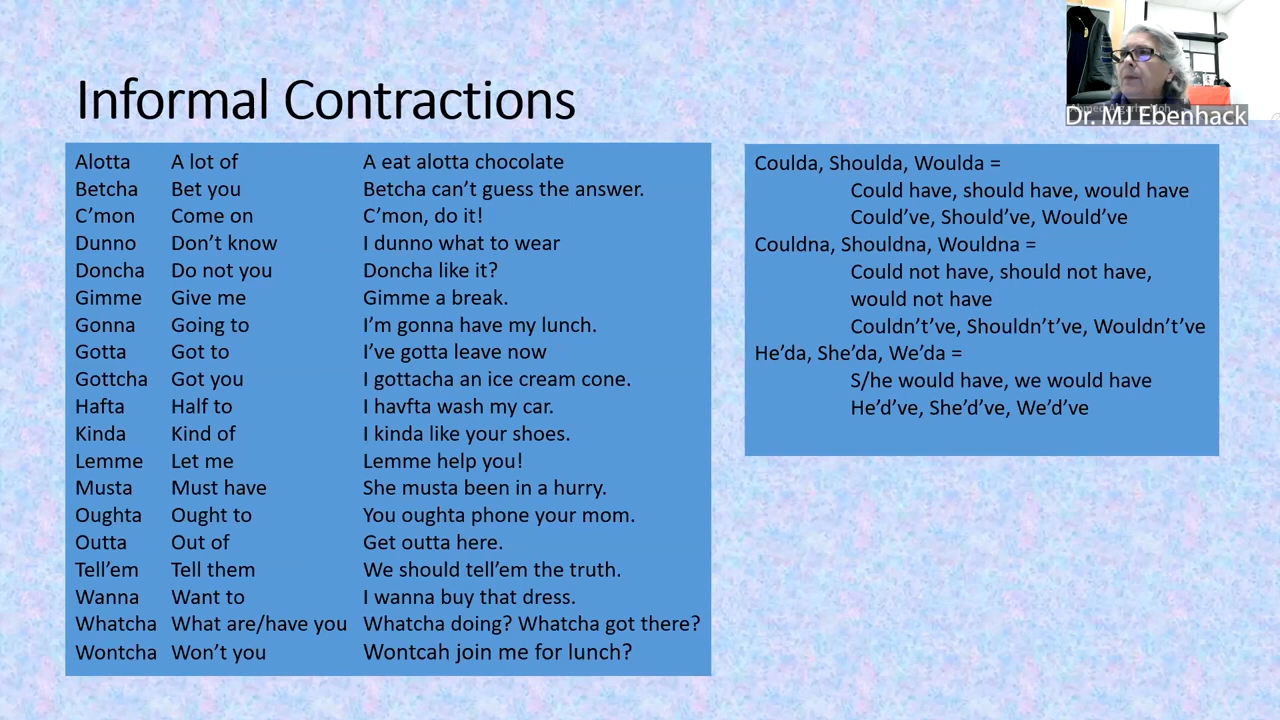 Informal Contractions
Alotta A lot of A eat alotta chocolate
Betcha Bet you Betcha can’t guess the answer.
C’mon Come on C’mon, do it!
Dunno Don’t know I dunno what to wear
Doncha Do not you Doncha like it?
Gimme Give me Gimme a break.
Gonna Going to I’m gonna have my lunch.
Gotta Got to I’ve gotta leave now
Gottcha Got you I gottacha an ice cream cone.
Hafta Half to I havfta wash my car.
Kinda Kind of I kinda like your shoes.
Lemme Let me Lemme help you!
Musta Must have She musta been in a hurry.
Oughta Ought to You oughta phone your mom.
Outta Out of Get outta here.
Tell’em Tell them We should tell’em the truth.
Wanna Want to I wanna buy that dress.
Whatcha What are/have you Whatcha doing? Whatcha got there?
Wontcha Won’t you Wontcah join me for lunch?
Coulda, Shoulda, Woulda =
Could have, should have, would have
Could’ve, Should’ve, Would’ve
Couldna, Shouldna, Wouldna =
Could not have, should not have,
would not have
Couldn’t’ve, Shouldn’t’ve, Wouldn’t’ve
He’da, She’da, We’da =
S/he would have, we would have
He’d’ve, She’d’ve, We’d’ve
Dr. MJ Ebenhack